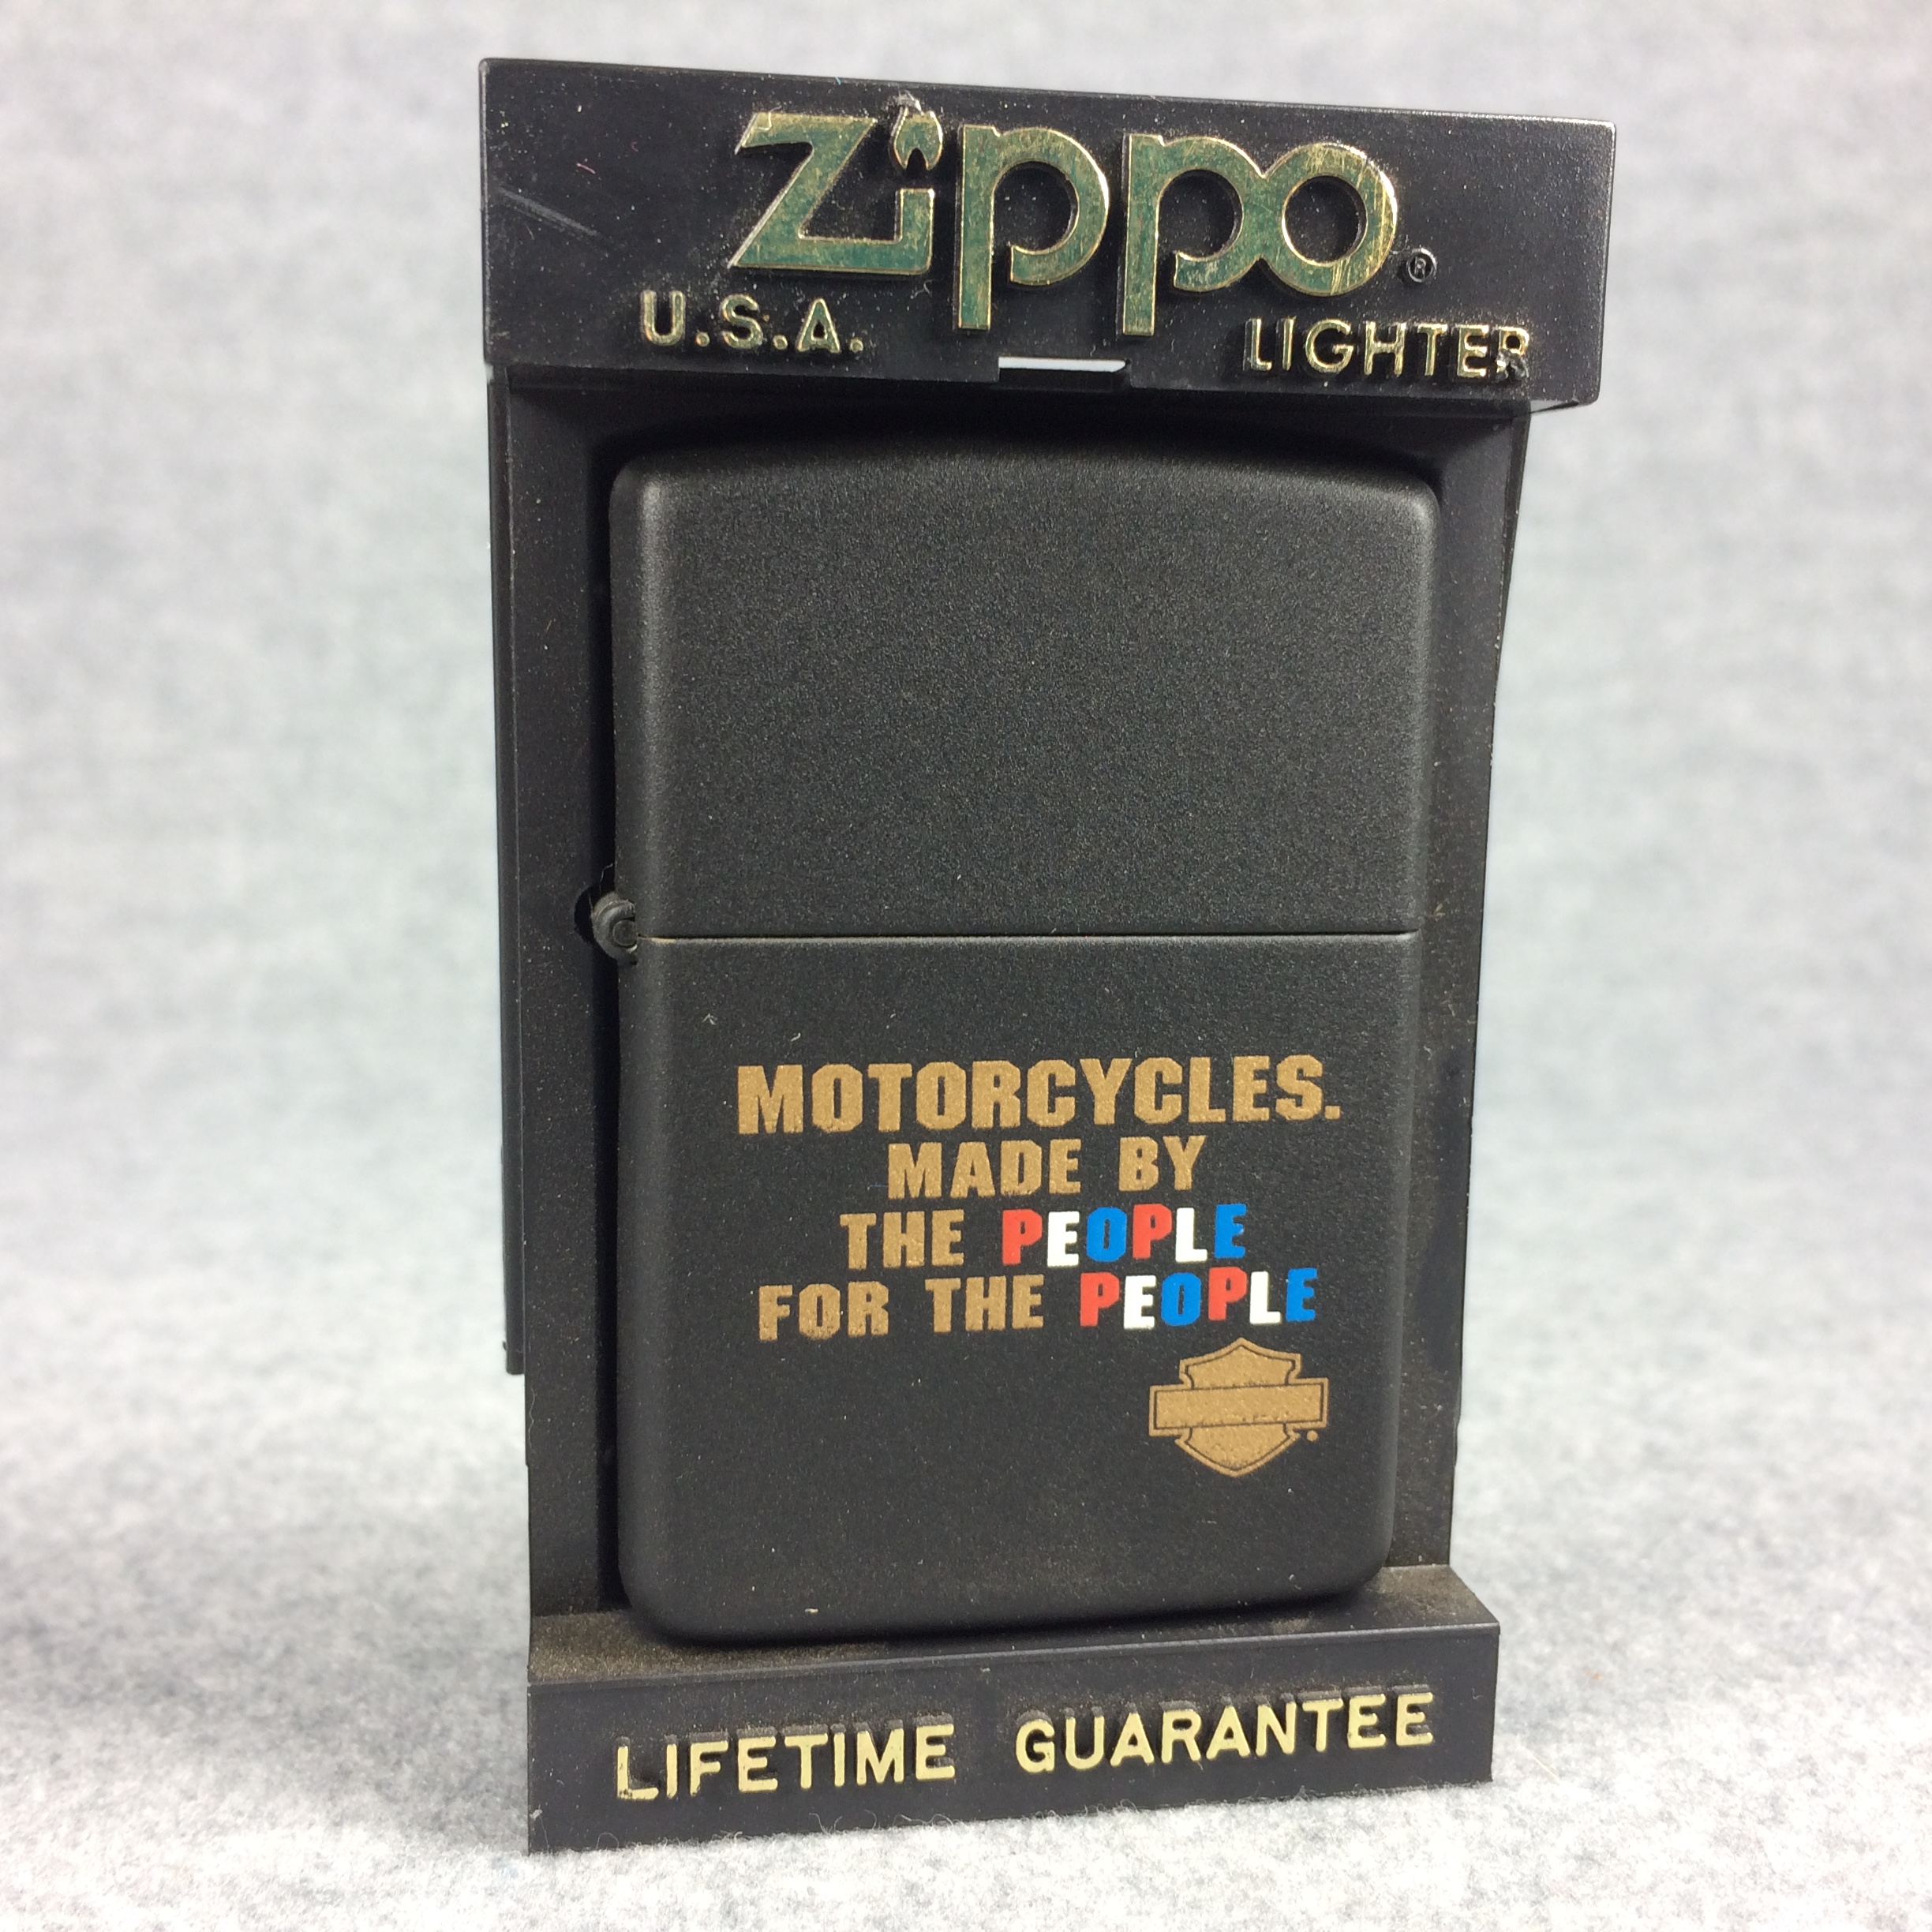 Zippo®
U.S.A. LIGHTER
MOTORCYCLES.
MADE BY
THE PEOPLE
FOR THE PEOPLE
LIFETIME GUARANTEE